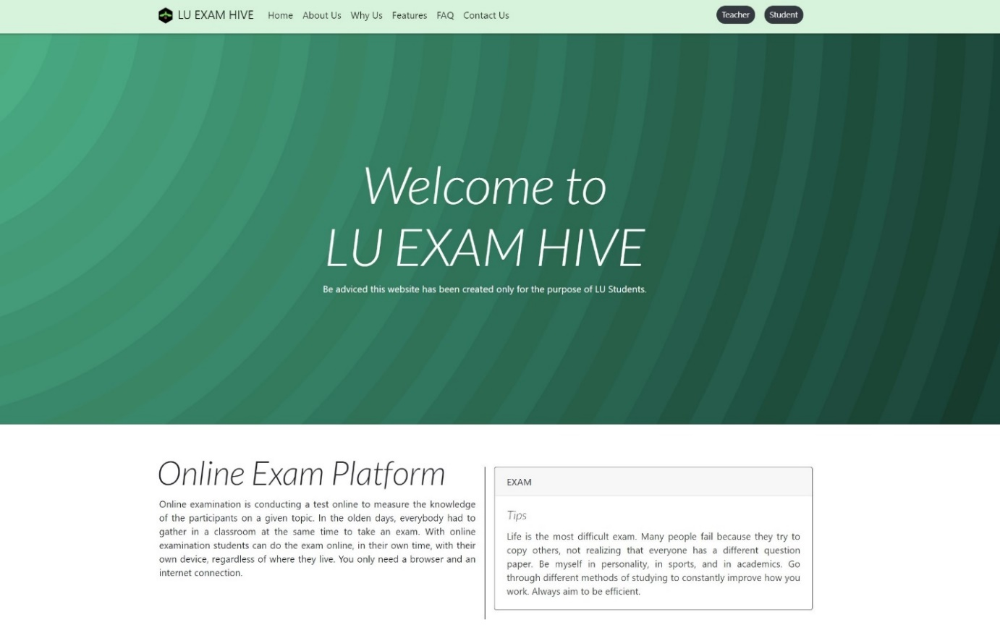 LU EXAM HIVE Home About Us Why Us Features FAQ Contact Us Teacher Student
Welcome to
LU EXAM HIVE
Be adviced this website has been created only for the purpose of LU Students.
Online Exam Platform
Online examination is conducting a test online to measure the knowledge
of the participants on a given topic. In the olden days, everybody had to
gather in a classroom at the same time to take an exam. With online
examination students can do the exam online, in their own time, with their
own device, regardless of where they live. You only need a browser and an
internet connection.
EXAM
Tips
Life is the most difficult exam. Many people fail because they try to
copy others, not realizing that everyone has a different question
paper. Be myself in personality, in sports, and in academics. Go
through different methods of studying to constantly improve how you
work. Always aim to be efficient.